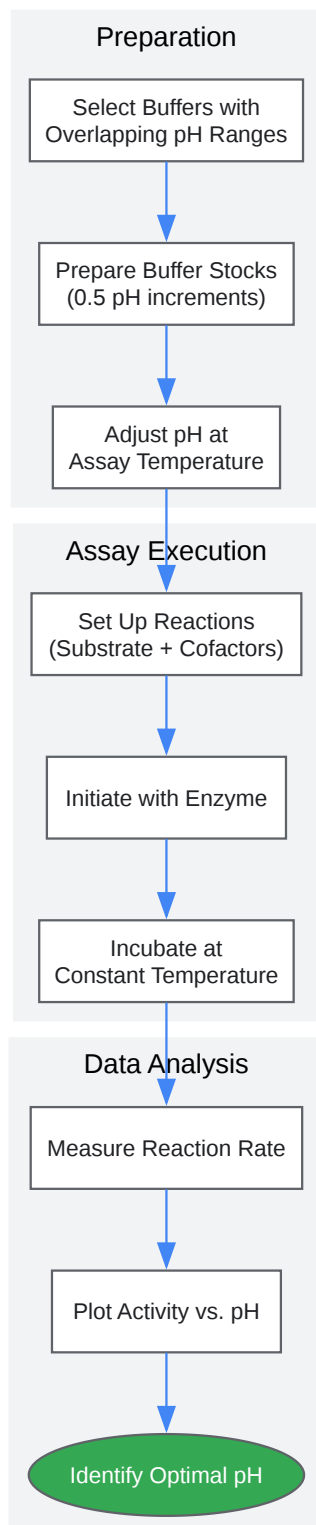 Preparation
Select Buffers with
Overlapping pH Ranges
Prepare Buffer Stocks
(0.5 pH increments)
Adjust pH at
Assay Temperature
Assay Execution
Set Up Reactions
(Substrate + Cofactors)
Initiate with Enzyme
Incubate at
Constant Temperature
Data Analysis
Measure Reaction Rate
Plot Activity vs. pH
Identify Optimal pH